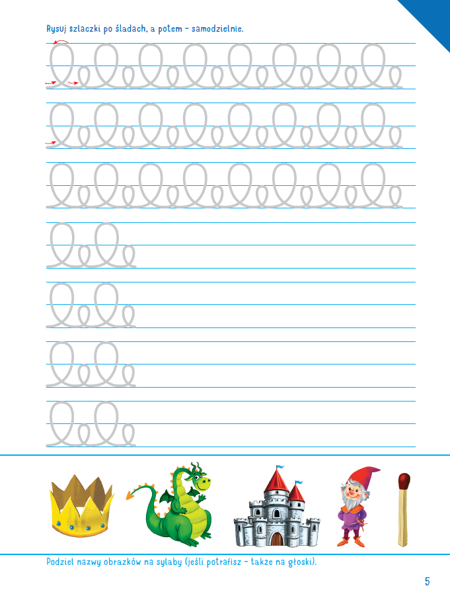 Rysuj szlaczki po śladach, a potem – samodzielnie.
Podziel nazwy obrazków na sylaby (jeśli potrafisz – także na głoski).
5